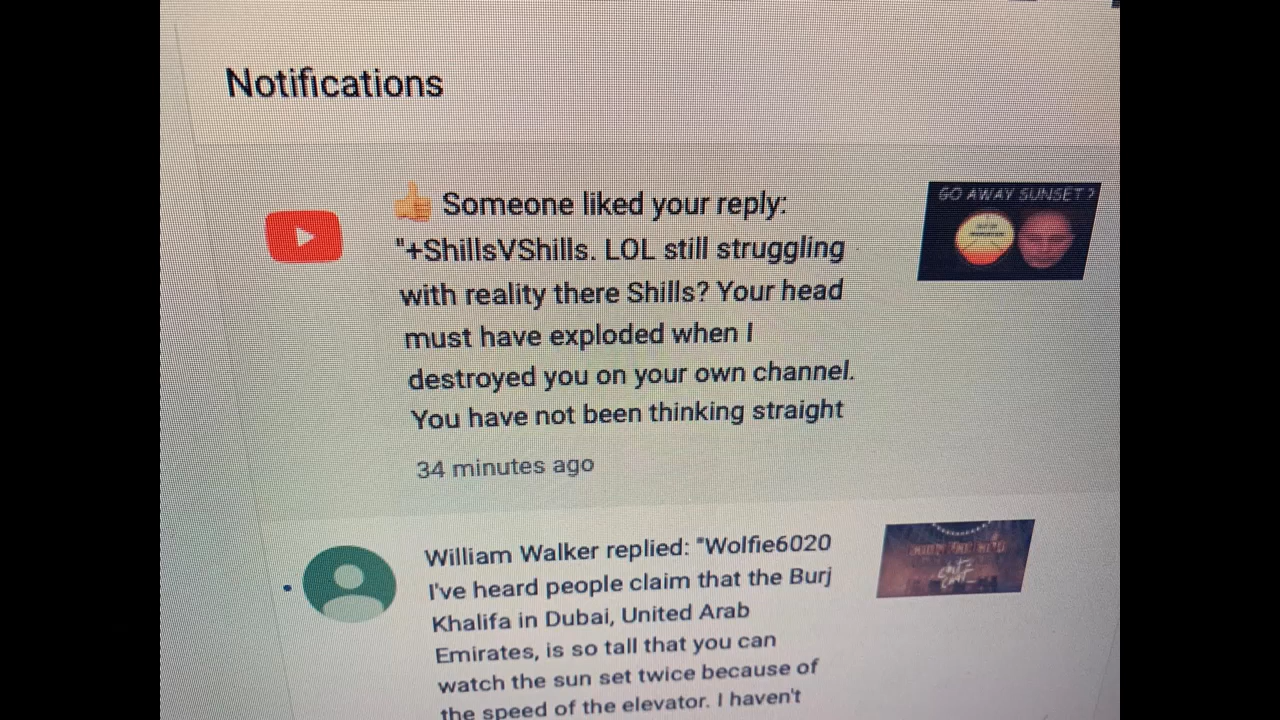 Notifications
👍 Someone liked your reply:
"+ShillsVShills. LOL still struggling
with reality there Shills? Your head
must have exploded when I
destroyed you on your own channel.
You have not been thinking straight
34 minutes ago
GO AWAY SUNSET?
William Walker replied: "Wolfie6020
I've heard people claim that the Burj
Khalifa in Dubai, United Arab
Emirates, is so tall that you can
watch the sun set twice because of
the speed of the elevator. I haven't